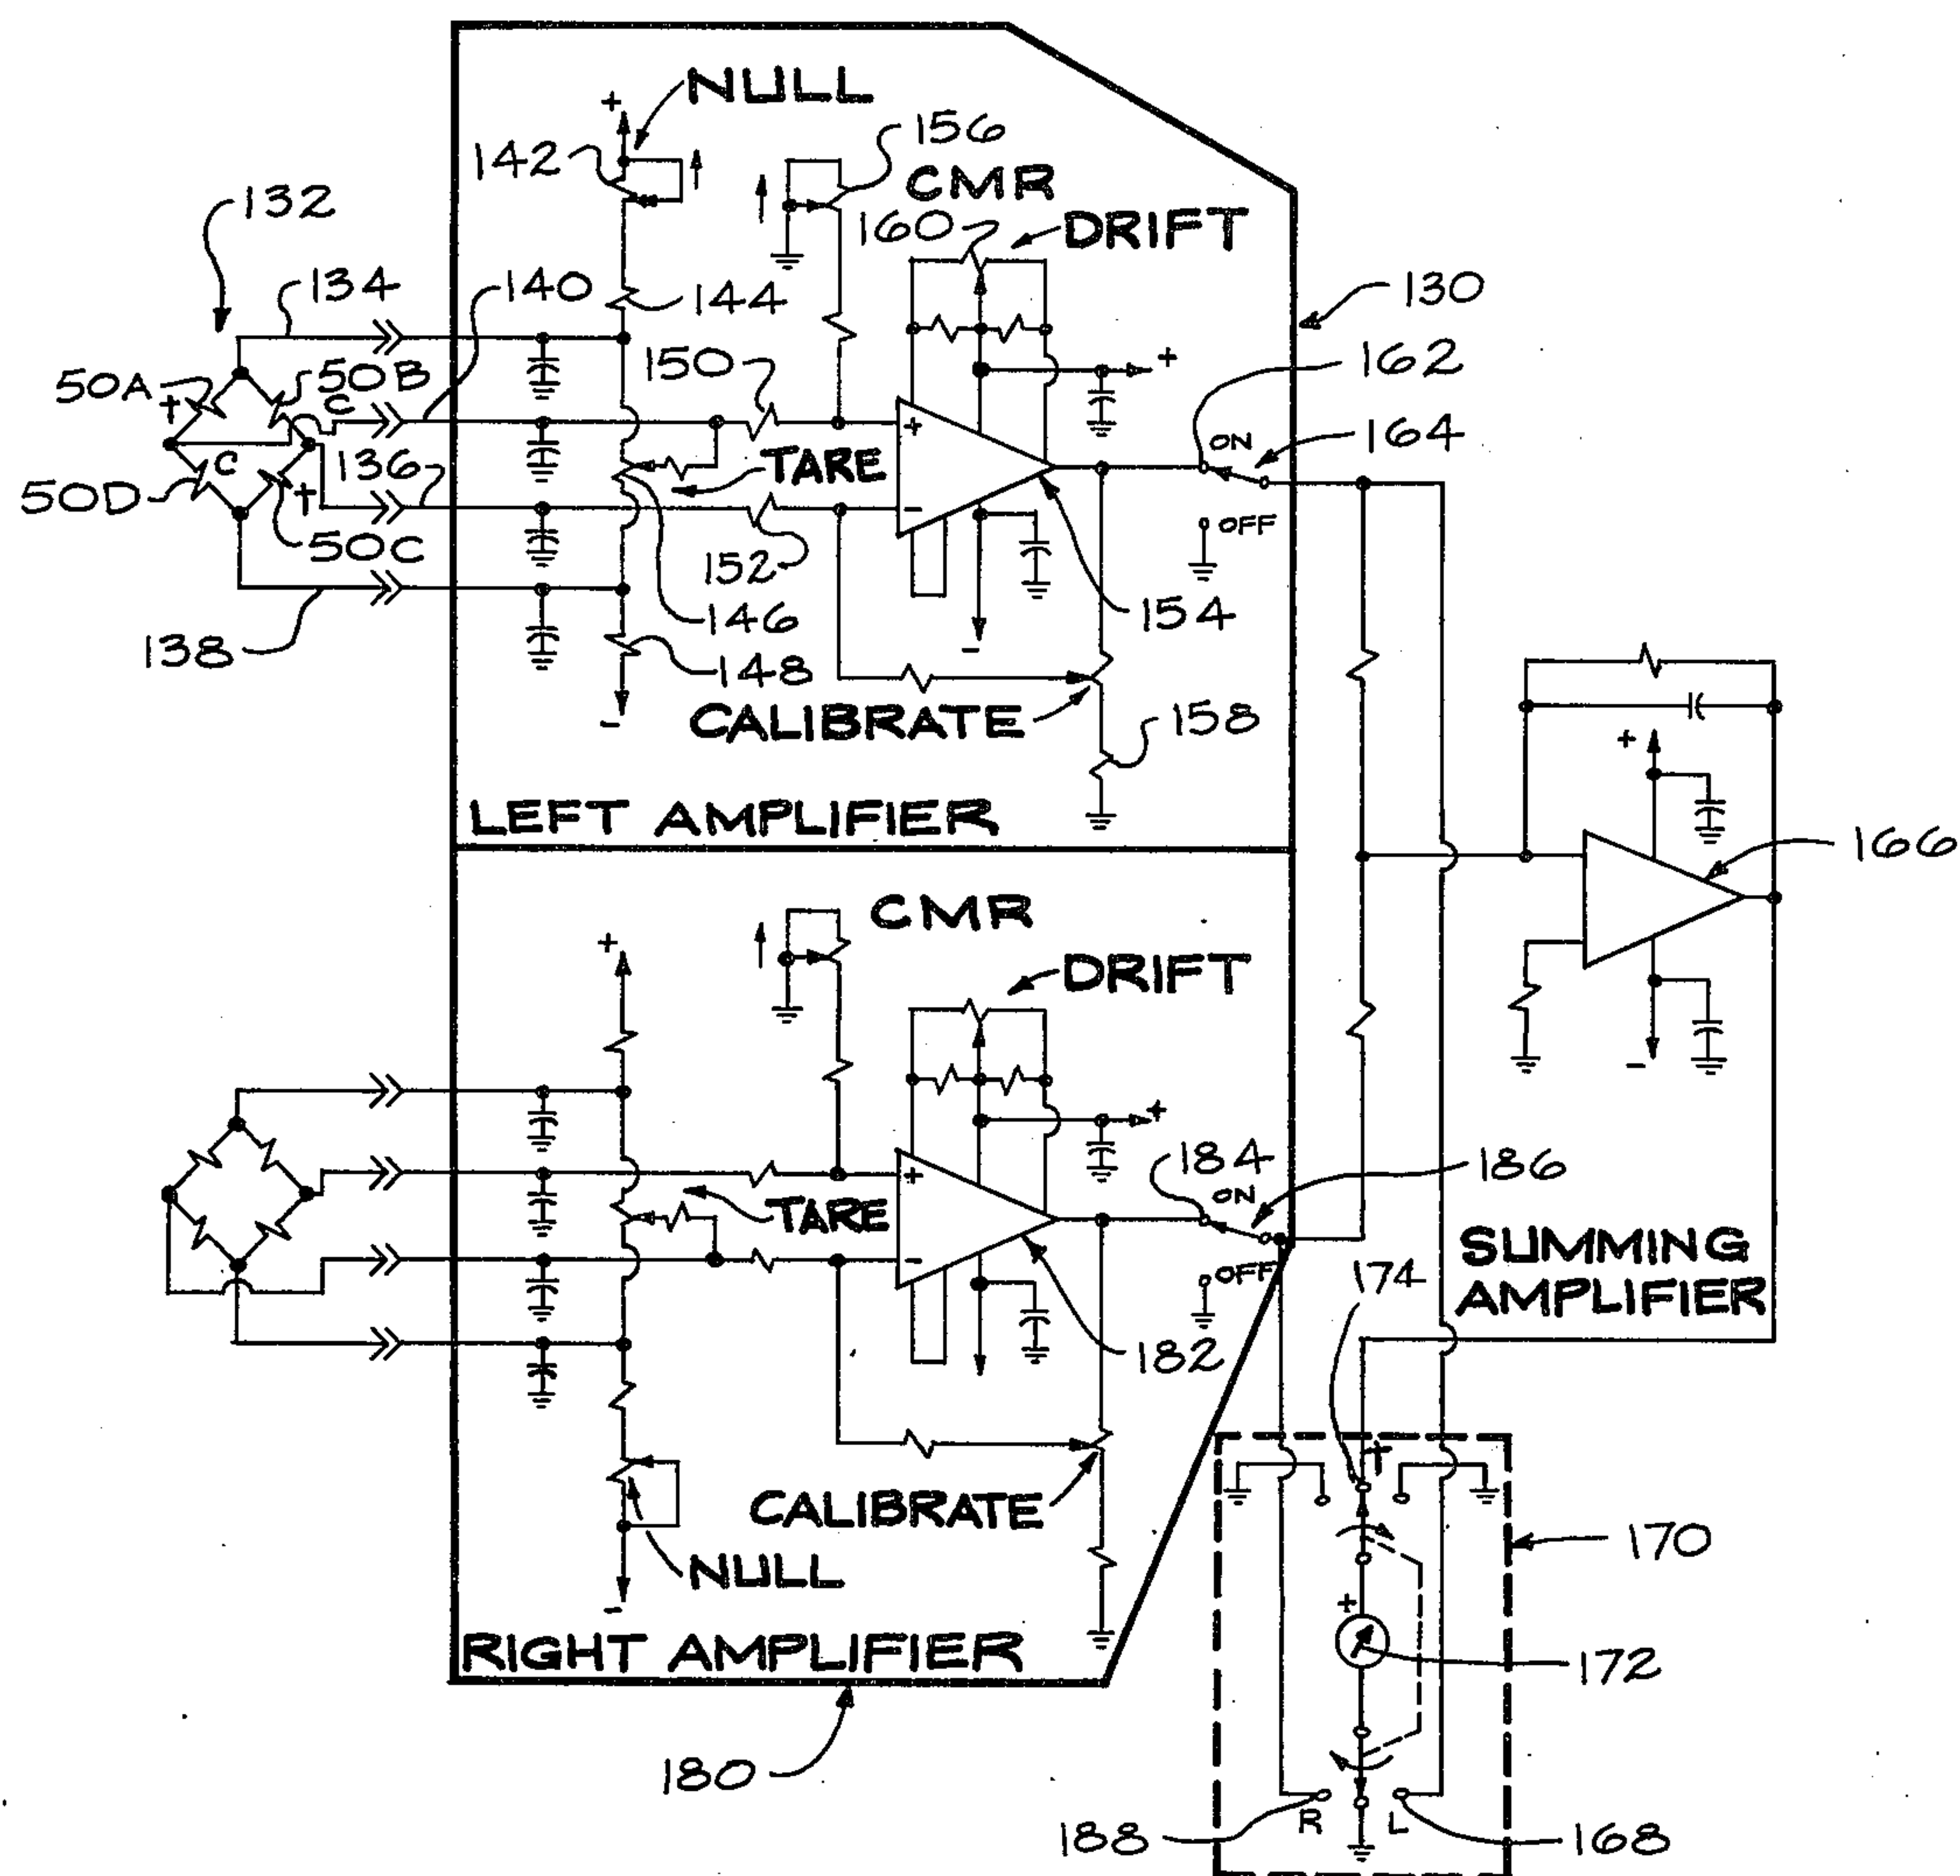 NULL
+
142
156
CMR
132
160
DRIFT
134
140
144
130
150
+
162
50A
50B
+
C
ON
164
TARE
136
C
50D
+
OFF
50C
152
146
154
138
148
-
-
CALIBRATE
158
LEFT AMPLIFIER
+
166
-
CMR
+
DRIFT
+
184
186
ON
TARE
SUMMING
AMPLIFIER
OFF
174
182
+
CALIBRATE
170
NULL
-
+
RIGHT AMPLIFIER
172
180
R
L
188
168